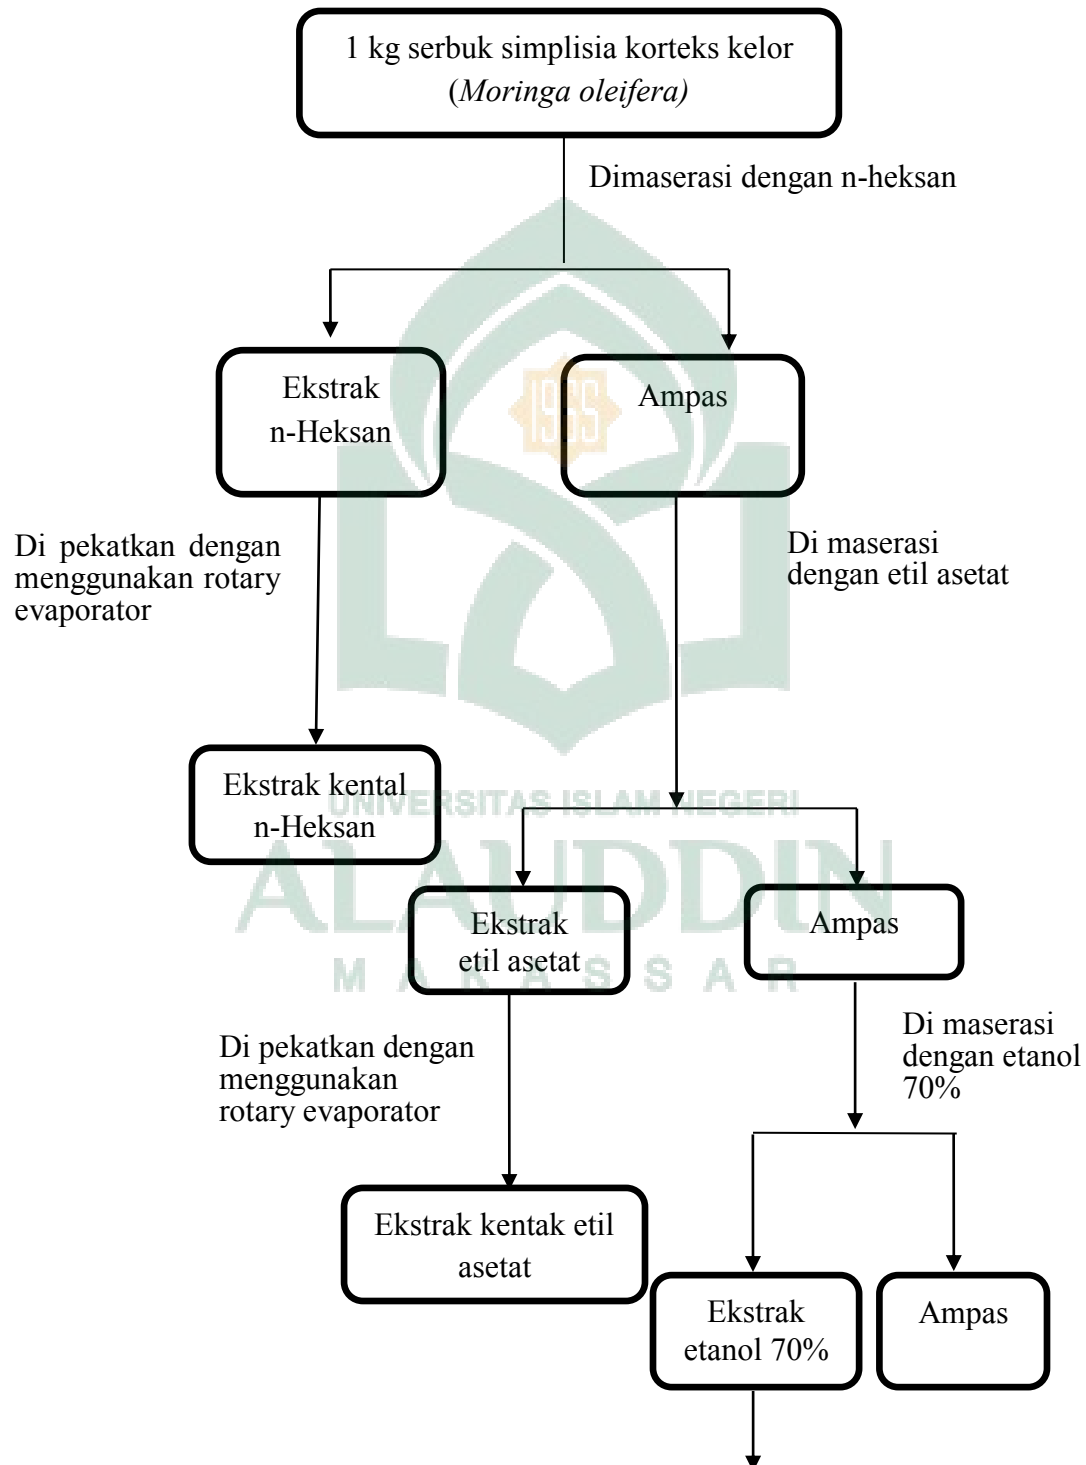 1 kg serbuk simplisia korteks kelor
(Moringa oleifera)
Dimaserasi dengan n-heksan
Ekstrak
n-Heksan
1965
Ampas
Di pekatkan dengan
menggunakan rotary
evaporator
Di maserasi
dengan etil asetat
Ekstrak kental
n-Heksan
UNIVERSITAS ISLAM NEGERI
ALAUDDIN
MAKASSAR
Ekstrak
etil asetat
Ampas
Di pekatkan dengan
menggunakan
rotary evaporator
Di maserasi
dengan etanol
70%
Ekstrak kentak etil
asetat
Ekstrak
etanol 70%
Ampas